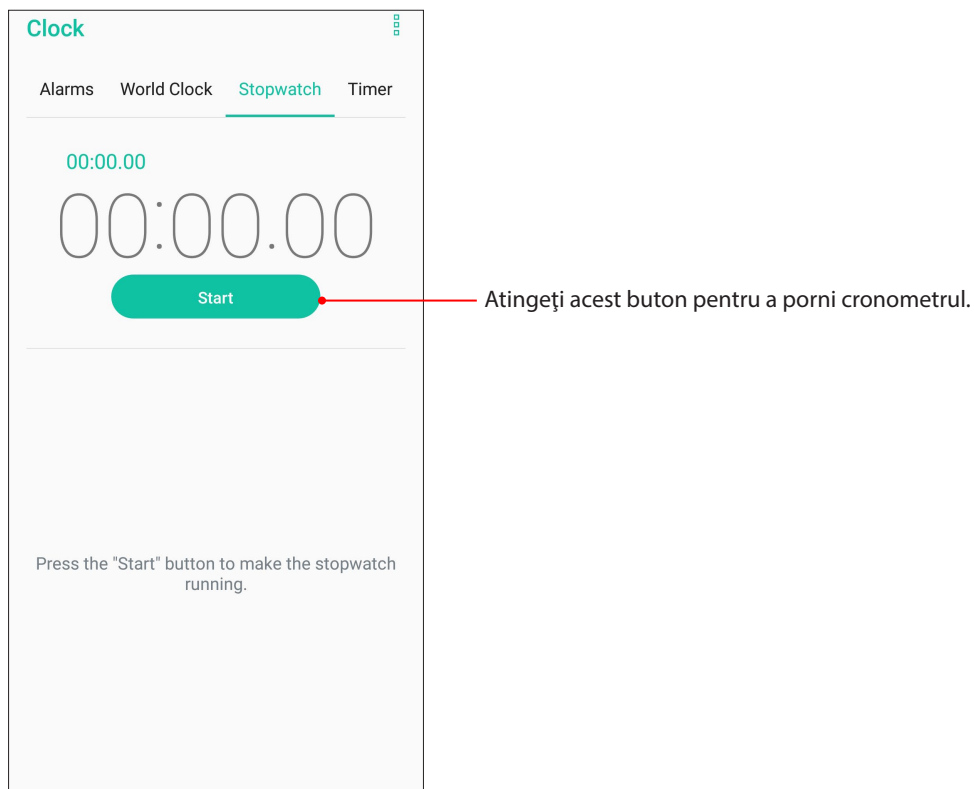 Clock
Alarms World Clock Stopwatch Timer
00:00.00
00:00.00
Start
Atingeţi acest buton pentru a porni cronometrul.
Press the "Start" button to make the stopwatch
running.